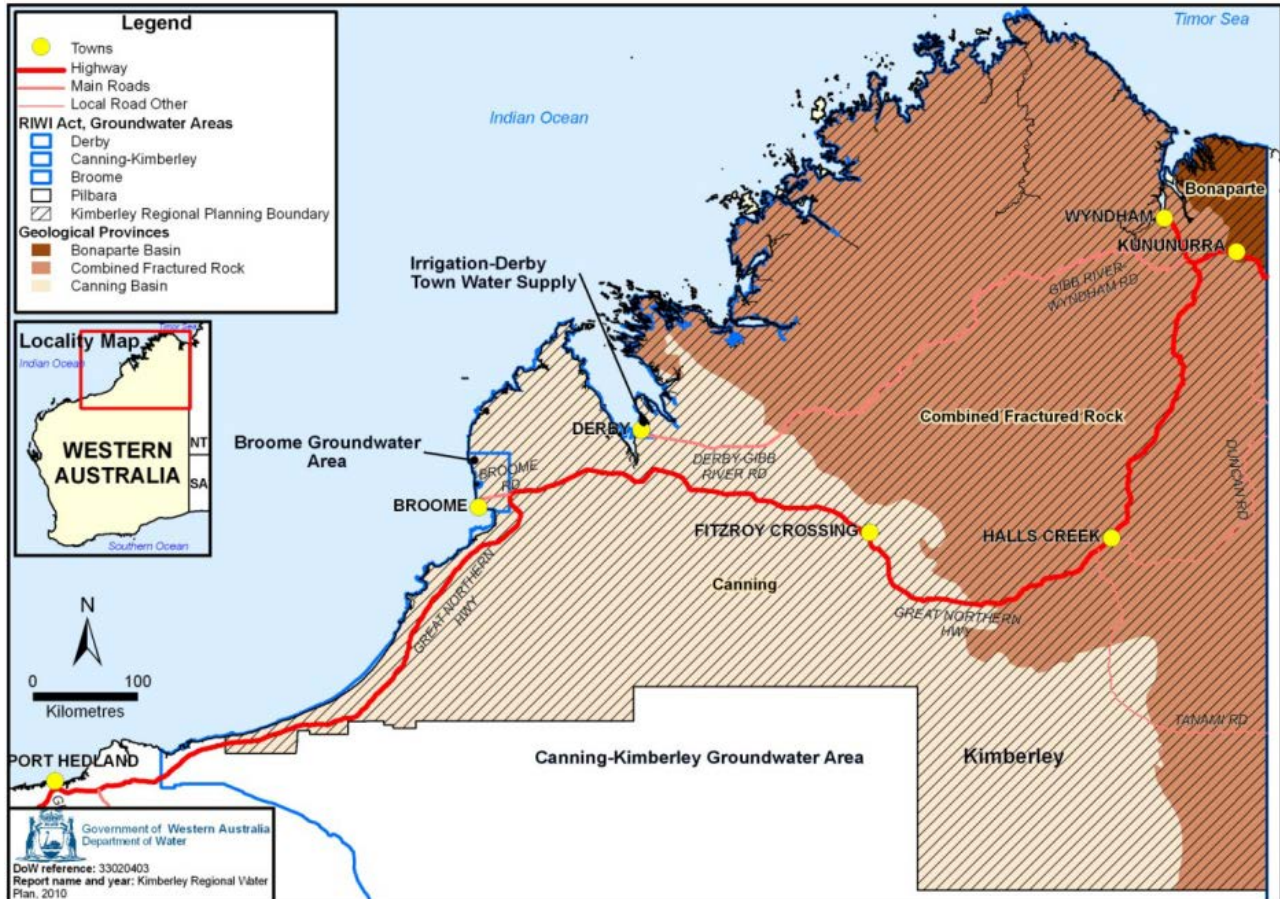 Legend
Towns
Highway
Main Roads
Local Road Other
RIWI Act, Groundwater Areas
Derby
Canning-Kimberley
Broome
Pilbara
Kimberley Regional Planning Boundary
Geological Provinces
Bonaparte Basin
Combined Fractured Rock
Canning Basin
Timor Sea
Indian Ocean
Bonaparte
WYNDHAM
KUNUNURRA
GIBB RIVER-
WYNDHAM RD
Irrigation-Derby
Town Water Supply
Locality Map
Timor Sea
Indian Ocean
WESTERN
AUSTRALIA
NT
SA
Southern Ocean
Broome Groundwater
Area
DERBY
BROOME
RD
DERBY-GIBB
RIVER RD
Combined Fractured Rock
DUNCAN RD
BROOME
FITZROY CROSSING
HALLS CREEK
Canning
GREAT NORTHERN
HWY
GREAT NORTHERN
HWY
N
0 100
Kilometres
TANAMI RD
PORT HEDLAND
Canning-Kimberley Groundwater Area
Kimberley
Government of Western Australia
Department of Water
DoW reference: 33020403
Report name and year: Kimberley Regional Water
Plan, 2010